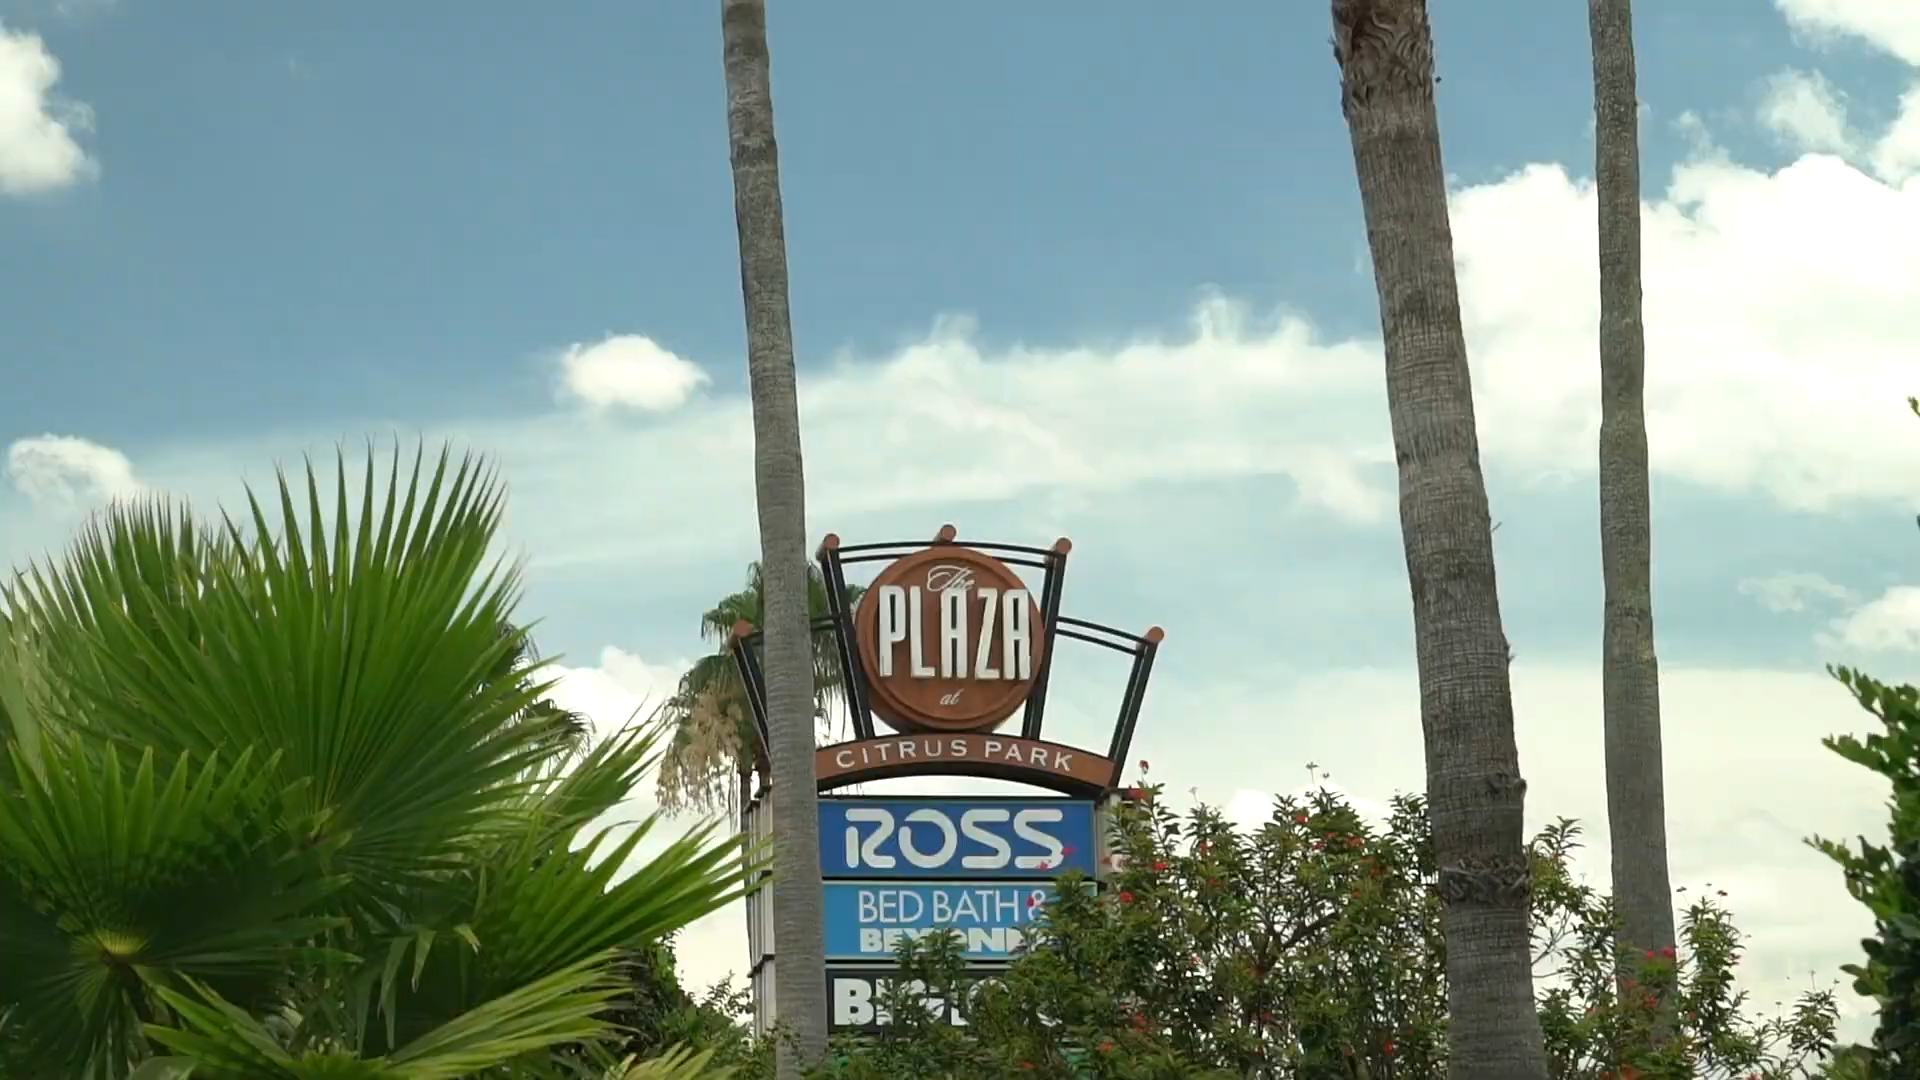 The
PLAZA
at
CITRUS PARK
ROSS
BED BATH &
BEYOND